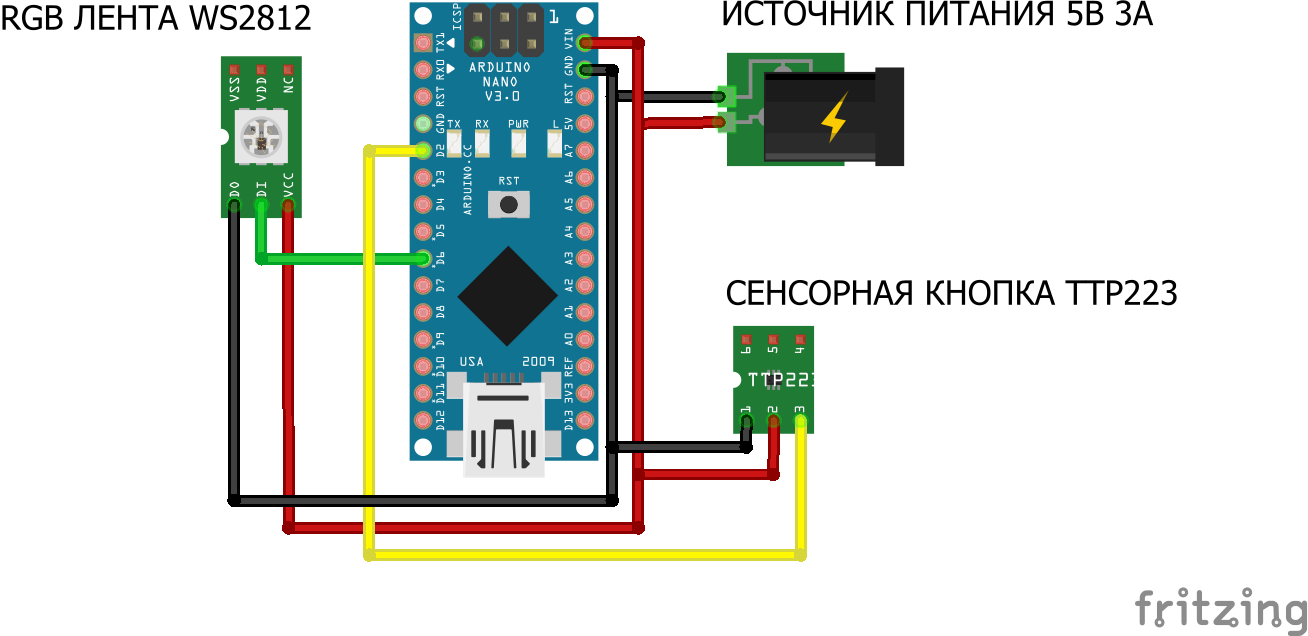 RGB ЛЕНТА WS2812
ИСТОЧНИК ПИТАНИЯ 5В 3А
СЕНСОРНАЯ КНОПКА TTP223
VSS
VDD
NC
DO
DI
VCC
ICSP
1
ARDUINO
NANO
V3.0
TX
RX
PWR
L
ARDUINO.CC
RST
USA
2009
TX1
RX0
RST
GND
D2
D3
D4
D5
D6
D7
D8
D9
D10
D11
D12
VIN
GND
RST
5V
A7
A6
A5
A4
A3
A2
A1
A0
REF
3V3
D13
6
5
4
TTP223
1
2
3
fritzing